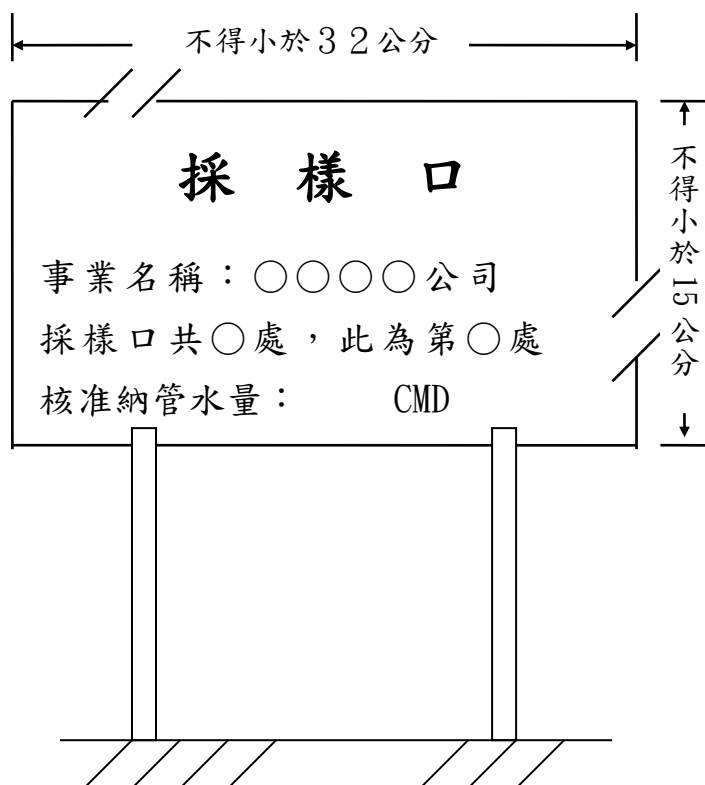 不得小於３２公分
採樣口
事業名稱：○○○○公司
採樣口共○處，此為第○處
核准納管水量：　　　CMD
不得小於15公分